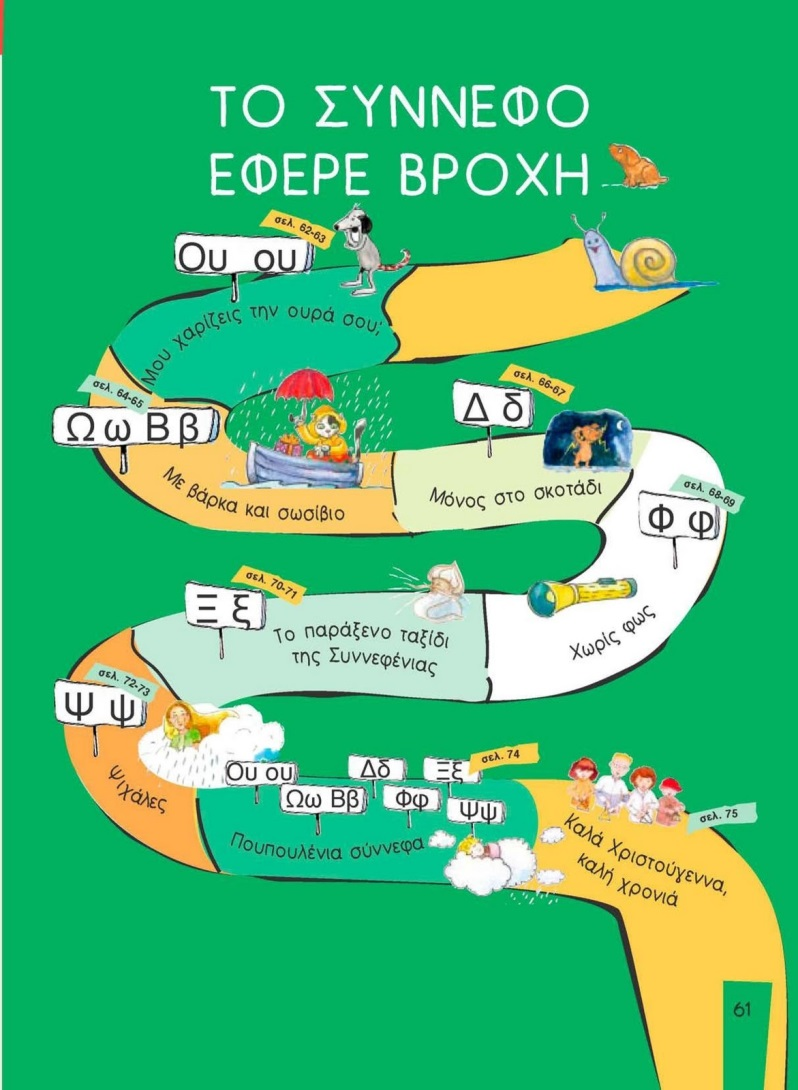 ΤΟ ΣΥΝΝΕΦΟ
ΕΦΕΡΕ ΒΡΟΧΗ
σελ. 62-63
Ου ου
Μου χαρίζεις την ουρά σου;
σελ. 64-65
Ω ω Β β
Με βάρκα και σωσίβιο
σελ. 66-67
Δ δ
Μόνος στο σκοτάδι
σελ. 68-69
Φ φ
Χωρίς φως
σελ. 70-71
Ξ ξ
Το παράξενο ταξίδι
της Συννεφένιας
σελ. 72-73
Ψ ψ
Ψιχάλες
σελ. 74
Ου ου
Δδ
Ξξ
Ωω Ββ
Φφ
Ψψ
Πουπουλένια σύννεφα
σελ. 75
Καλά Χριστούγεννα,
καλή χρονιά
61